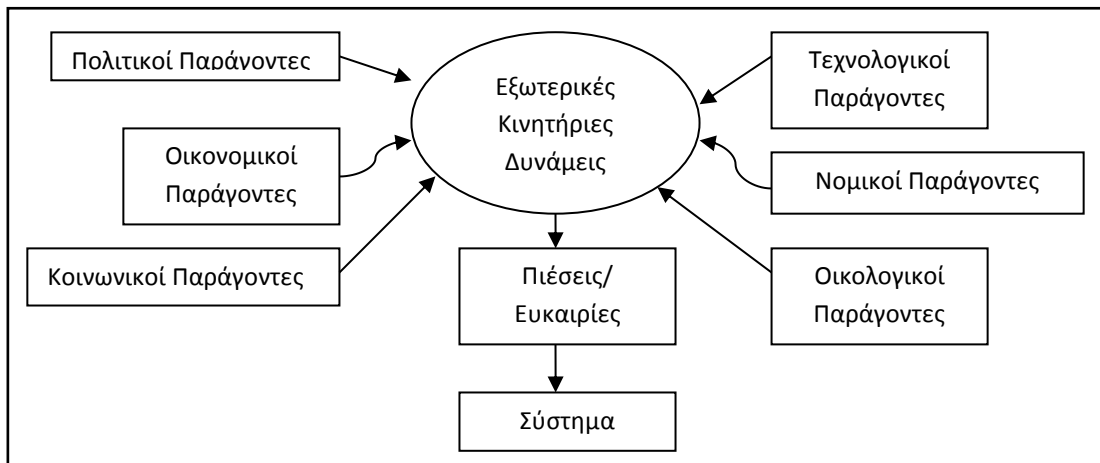 Πολιτικοί Παράγοντες
Οικονομικοί
Παράγοντες
Κοινωνικοί Παράγοντες
Εξωτερικές
Κινητήριες
Δυνάμεις
Πιέσεις/
Ευκαιρίες
Σύστημα
Τεχνολογικοί
Παράγοντες
Νομικοί Παράγοντες
Οικολογικοί
Παράγοντες